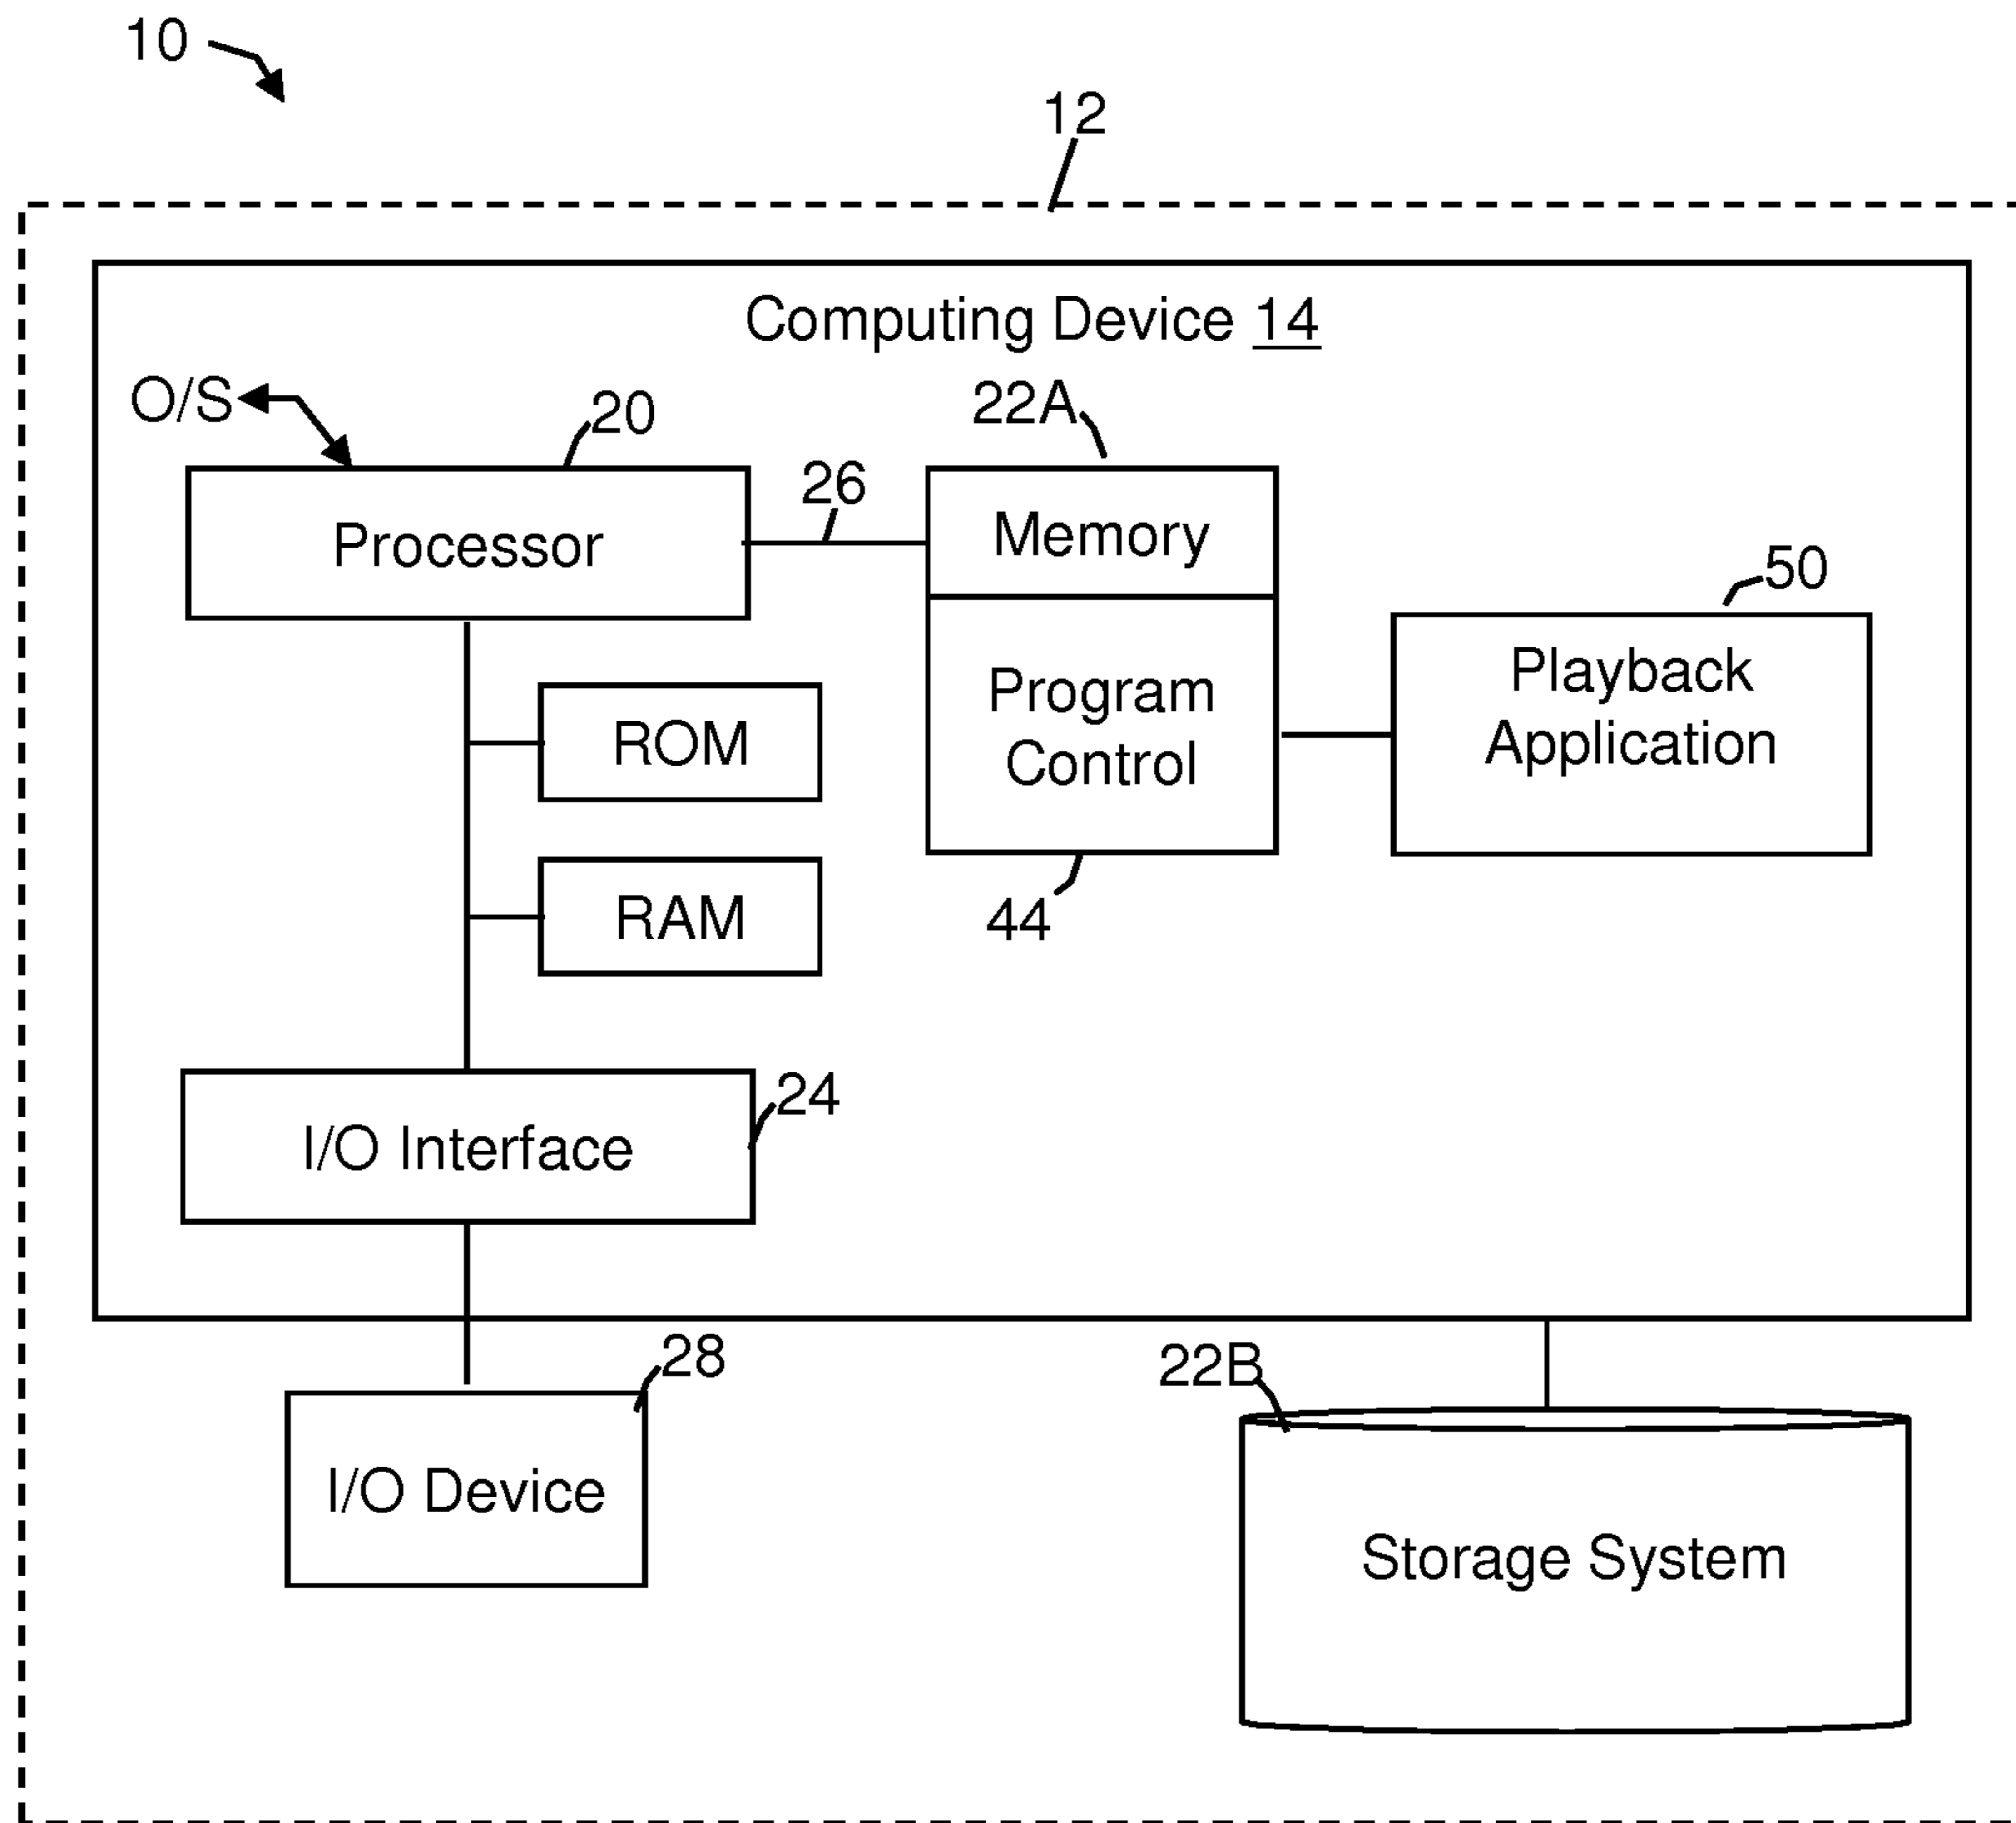 10
12
Computing Device 14
O/S
20
22A
26
Processor
Memory
50
Program
Control
Playback
Application
ROM
RAM
44
24
I/O Interface
28
22B
I/O Device
Storage System